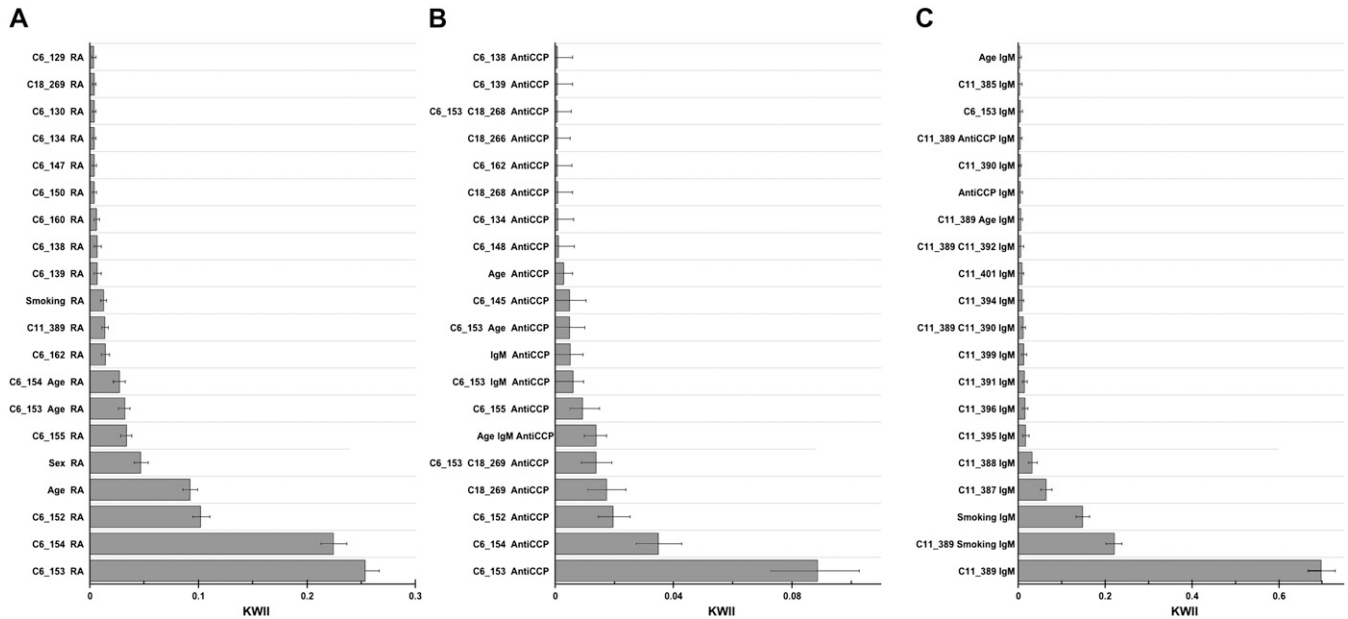 A
C6_129 RA
C18_269 RA
C6_130 RA
C6_134 RA
C6_147 RA
C6_150 RA
C6_160 RA
C6_138 RA
C6_139 RA
Smoking RA
C11_389 RA
C6_162 RA
C6_154 Age RA
C6_153 Age RA
C6_155 RA
Sex RA
Age RA
C6_152 RA
C6_154 RA
C6_153 RA
0 0.1 0.2 0.3
KWII
B
C6_138 AntiCCP
C6_139 AntiCCP
C6_153 C18_268 AntiCCP
C18_266 AntiCCP
C6_162 AntiCCP
C18_268 AntiCCP
C6_134 AntiCCP
C6_148 AntiCCP
Age AntiCCP
C6_145 AntiCCP
C6_153 Age AntiCCP
IgM AntiCCP
C6_153 IgM AntiCCP
C6_155 AntiCCP
Age IgM AntiCCP
C6_153 C18_269 AntiCCP
C18_269 AntiCCP
C6_152 AntiCCP
C6_154 AntiCCP
C6_153 AntiCCP
0 0.04 0.08
KWII
C
Age IgM
C11_385 IgM
C6_153 IgM
C11_389 AntiCCP IgM
C11_390 IgM
AntiCCP IgM
C11_389 Age IgM
C11_389 C11_392 IgM
C11_401 IgM
C11_394 IgM
C11_389 C11_390 IgM
C11_399 IgM
C11_391 IgM
C11_396 IgM
C11_395 IgM
C11_388 IgM
C11_387 IgM
Smoking IgM
C11_389 Smoking IgM
C11_389 IgM
0 0.2 0.4 0.6
KWII